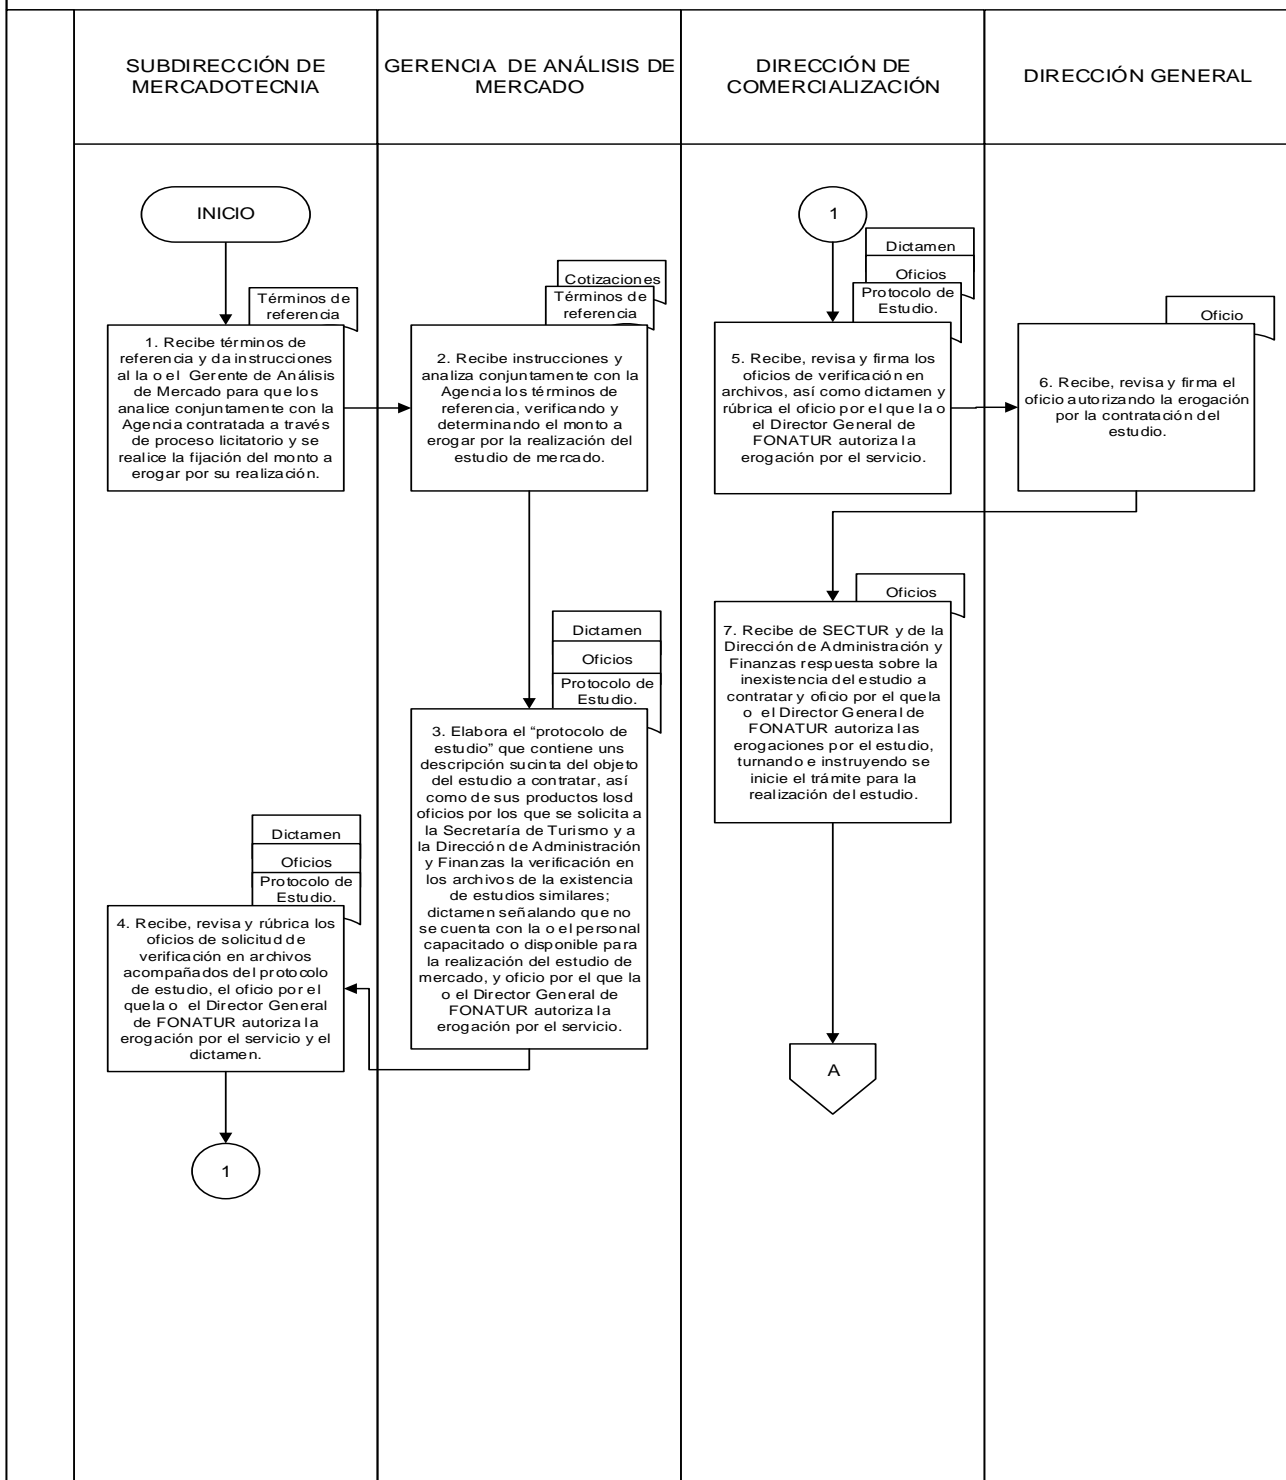 SUBDIRECCIÓN DE
MERCADOTECNIA
GERENCIA DE ANÁLISIS DE
MERCADO
DIRECCIÓN DE
COMERCIALIZACIÓN
DIRECCIÓN GENERAL
INICIO
Términos de
referencia
1. Recibe términos de
referencia y da instrucciones
al la o el Gerente de Análisis
de Mercado para que los
analice conjuntamente con la
Agencia contratada a través
de proceso licitatorio y se
realice la fijación del monto a
erogar por su realización.
Cotizaciones
Términos de
referencia
2. Recibe instrucciones y
analiza conjuntamente con la
Agencia los términos de
referencia, verificando y
determinando el monto a
erogar por la realización del
estudio de mercado.
Dictamen
Oficios
Protocolo de
Estudio.
3. Elabora el “protocolo de
estudio” que contiene uns
descripción sucinta del objeto
del estudio a contratar, así
como de sus productos losd
oficios por los que se solicita a
la Secretaría de Turismo y a
la Dirección de Administración
y Finanzas la verificación en
los archivos de la existencia
de estudios similares;
dictamen señalando que no
se cuenta con la o el personal
capacitado o disponible para
la realización del estudio de
mercado, y oficio por el que la
o el Director General de
FONATUR autoriza la
erogación por el servicio.
Dictamen
Oficios
Protocolo de
Estudio.
4. Recibe, revisa y rúbrica los
oficios de solicitud de
verificación en archivos
acompañados del protocolo
de estudio, el oficio por el
quela o el Director General
de FONATUR autoriza la
erogación por el servicio y el
dictamen.
1
1
Dictamen
Oficios
Protocolo de
Estudio.
5. Recibe, revisa y firma los
oficios de verificación en
archivos, así como dictamen y
rúbrica el oficio por el que la o
el Director General de
FONATUR autoriza la
erogación por el servicio.
Oficio
6. Recibe, revisa y firma el
oficio autorizando la erogación
por la contratación del
estudio.
Oficios
7. Recibe de SECTUR y de la
Dirección de Administración y
Finanzas respuesta sobre la
inexistencia del estudio a
contratar y oficio por el quela
o el Director General de
FONATUR autoriza las
erogaciones por el estudio,
turnando e instruyendo se
inicie el trámite para la
realización del estudio.
A